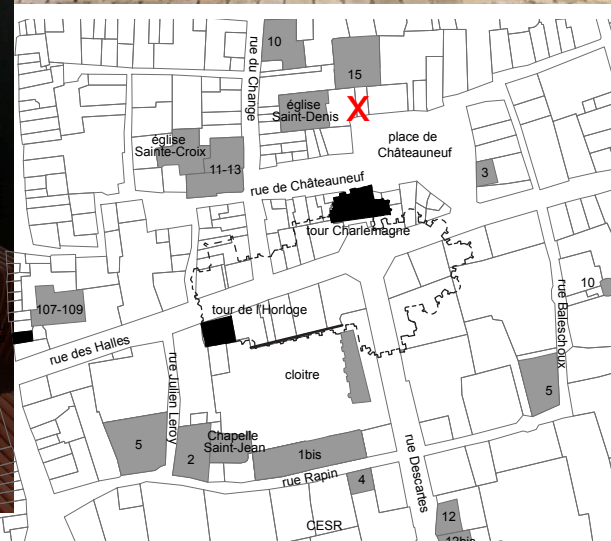 10
rue du Change
15
X
église
Saint-Denis
place de
Châteauneuf
église
Sainte-Croix
11-13
3
rue de Châteauneuf
tour Charlemagne
10
107-109
tour de l'Horloge
rue Baleschoux
rue des Halles
rue Julien Leroy
cloitre
5
5
Chapelle
Saint-Jean
2
1bis
rue Rapin
4
rue Descartes
12
CESR
12bis